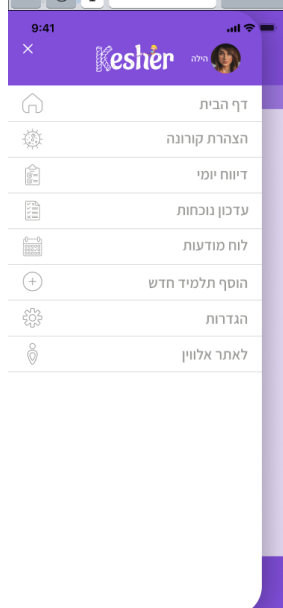 9:41
Kesher
הילה
דף הבית
הצהרת קורונה
דיווח יומי
עדכון נוכחות
לוח מודעות
הוסף תלמיד חדש
הגדרות
לאתר אלווין